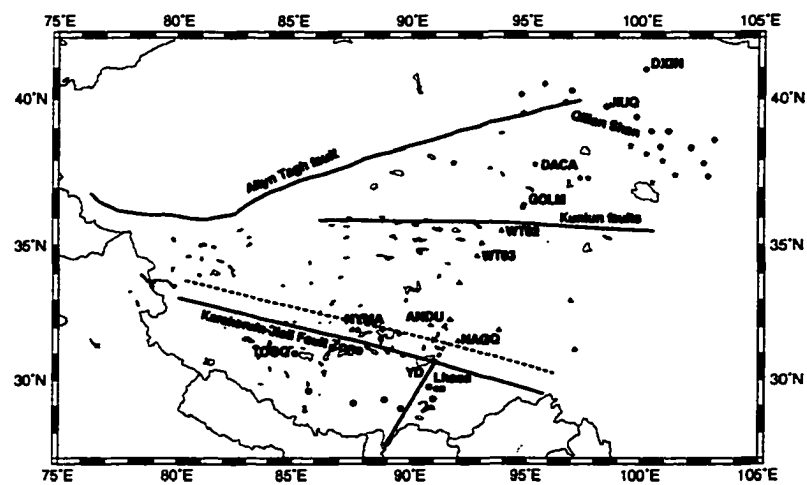 75°E 80°E 85°E 90°E 95°E 100°E 105°E
DXIN
40°N 40°N
JIUQ
Qilian Shan
Altyn Tagh fault
DACA
GOLM
Kunlun faults
WT82
35°N 35°N
WT93
NYMA ANDU
NAGQ
Karakorum-Jiali Fault Zone
YD Lhasa
30°N 30°N
75°E 80°E 85°E 90°E 95°E 100°E 105°E